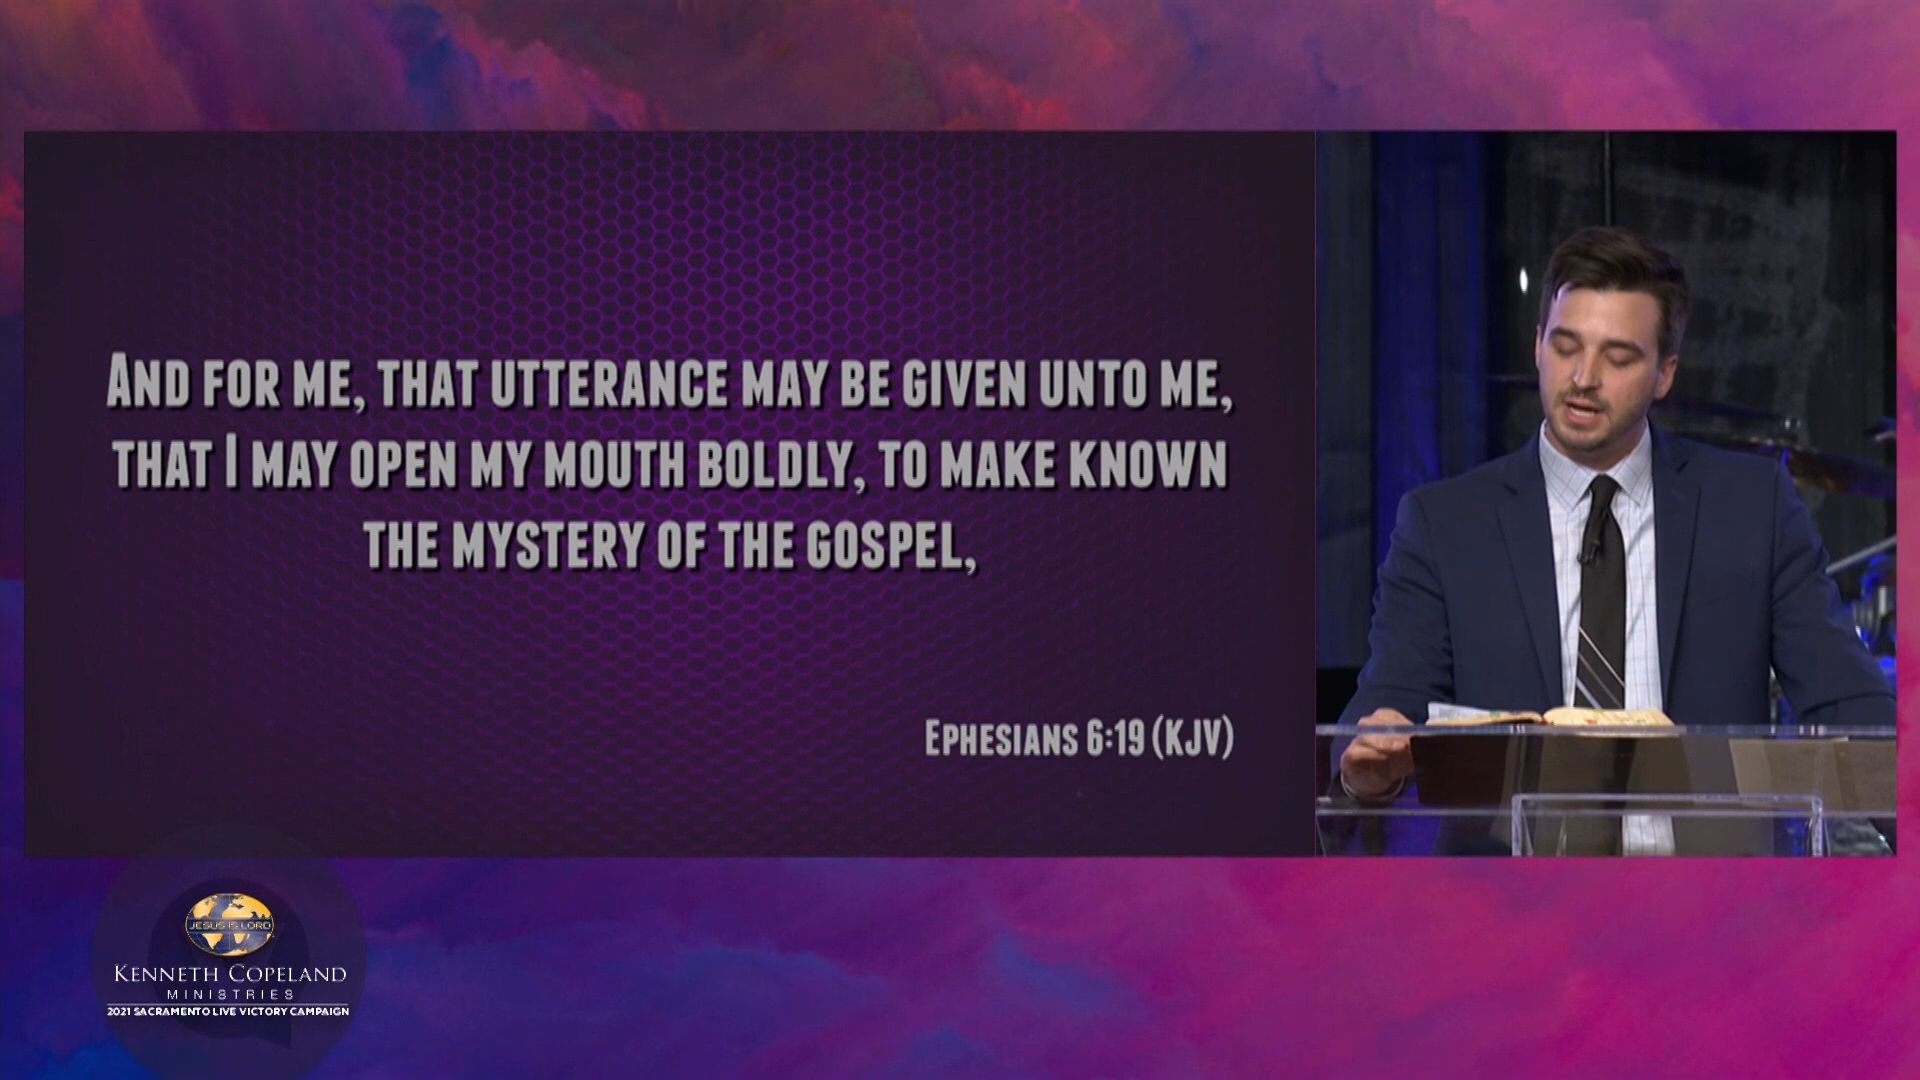 And for me, that utterance may be given unto me,
that I may open my mouth boldly, to make known
the mystery of the gospel,
Ephesians 6:19 (KJV)
JESUS IS LORD
Kenneth Copeland
MINISTRIES
2021 SACRAMENTO LIVE VICTORY CAMPAIGN